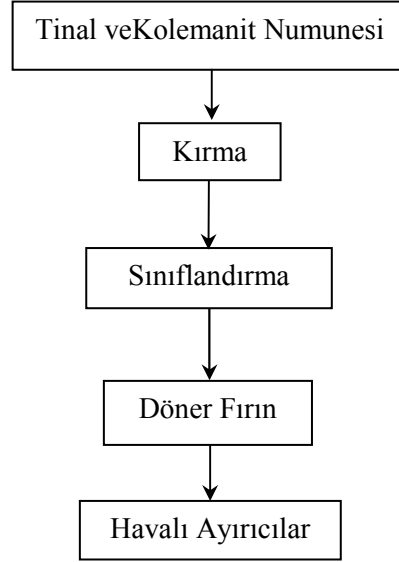 Tinal veKolemanit Numunesi
Kırma
Sınıflandırma
Döner Fırın
Havalı Ayırıcılar